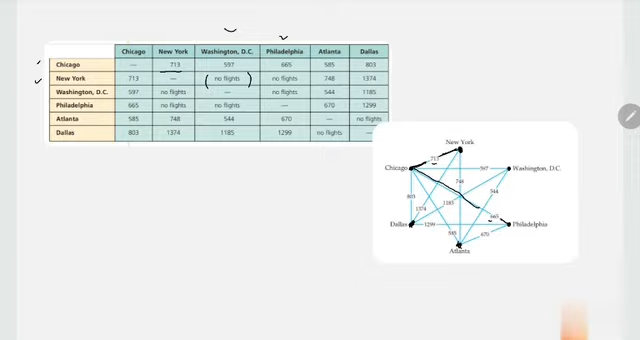 Chicago New York Washington, D.C. Philadelphia Atlanta Dallas
Chicago — 713 597 665 585 803
New York 713 — no flights no flights 748 1374
Washington, D.C. 597 no flights — no flights 544 1185
Philadelphia 665 no flights no flights — 670 1299
Atlanta 585 748 544 670 — no flights
Dallas 803 1374 1185 1299 no flights —
New York
713
Chicago 597 Washington, D.C.
748
544
803
1185
1374
665
Dallas 1299 Philadelphia
585 670
Atlanta